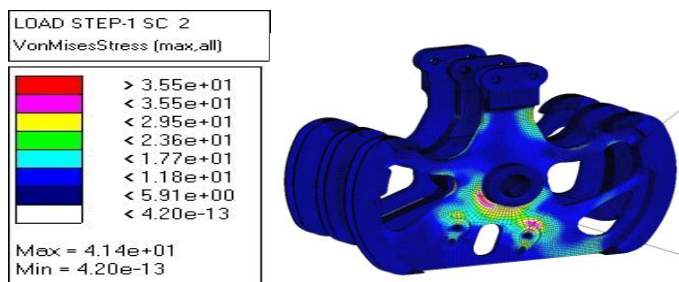 LOAD STEP-1 SC 2
VonMisesStress (max,all)
> 3.55e+01
< 3.55e+01
< 2.95e+01
< 2.36e+01
< 1.77e+01
< 1.18e+01
< 5.91e+00
< 4.20e-13
Max = 4.14e+01
Min = 4.20e-13